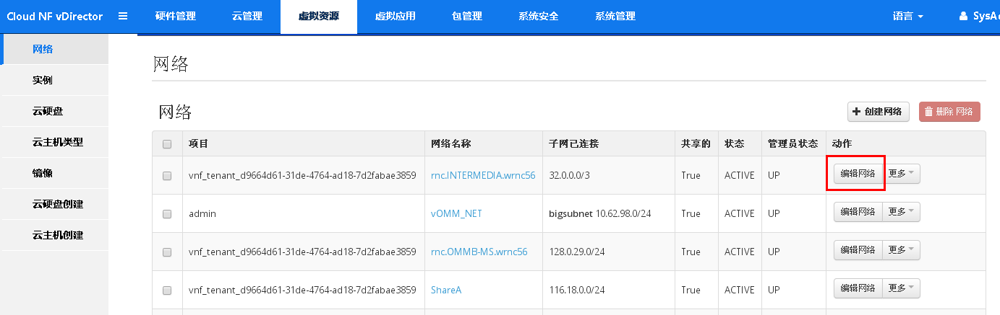 Cloud NF vDirector 硬件管理 云管理 虚拟资源 虚拟应用 包管理 系统安全 系统管理 语言 SysA
网络
实例
云硬盘
云主机类型
镜像
云硬盘创建
云主机创建
网络
网络 创建网络 删除 网络
项目 网络名称 子网已连接 共享的 状态 管理员状态 动作
vnf_tenant_d9664d61-31de-4764-ad18-7d2fabae3859 rnc.INTERMEDIA.wrnc56 32.0.0.0/3 True ACTIVE UP 编辑网络 更多
admin vOMM_NET bigsubnet 10.62.98.0/24 True ACTIVE UP 编辑网络 更多
vnf_tenant_d9664d61-31de-4764-ad18-7d2fabae3859 rnc.OMMB-MS.wrnc56 128.0.29.0/24 True ACTIVE UP 编辑网络 更多
vnf_tenant_d9664d61-31de-4764-ad18-7d2fabae3859 ShareA 116.18.0.0/24 True ACTIVE UP 编辑网络 更多